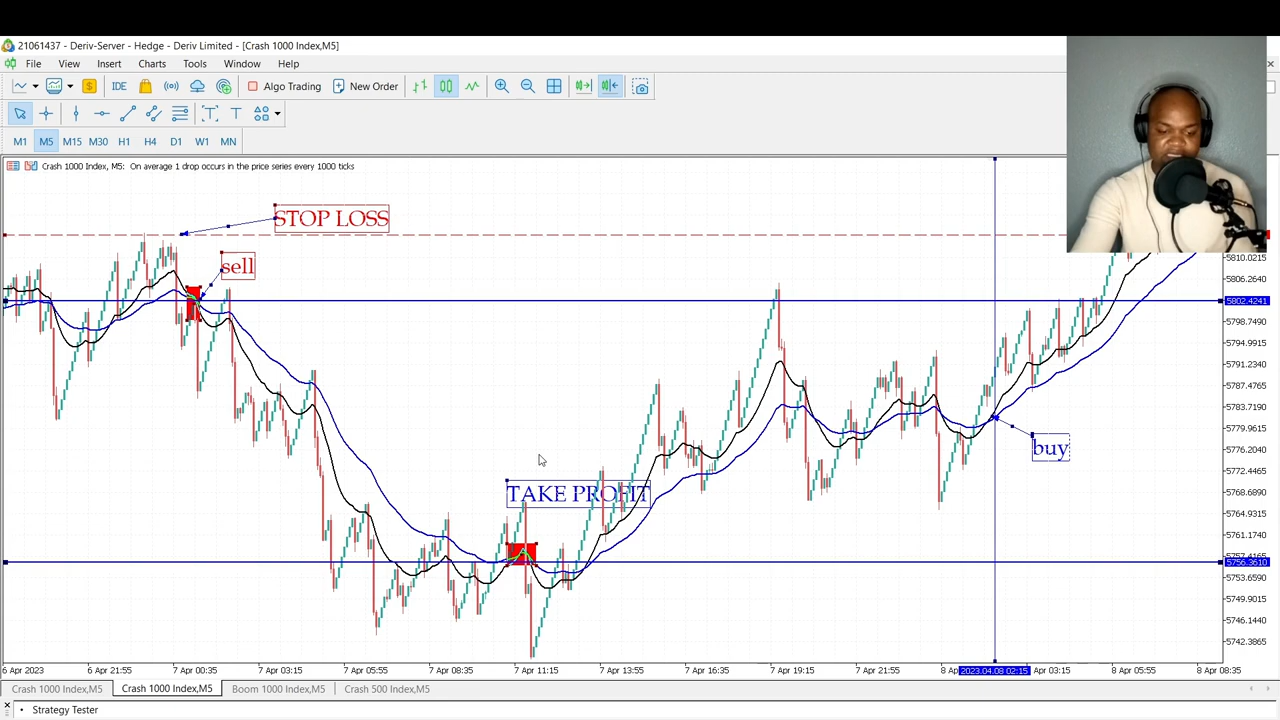 21061437 - Deriv-Server - Hedge - Deriv Limited - [Crash 1000 Index,M5]
File View Insert Charts Tools Window Help
IDE Algo Trading New Order
M1 M5 M15 M30 H1 H4 D1 W1 MN
Crash 1000 Index, M5: On average 1 drop occurs in the price series every 1000 ticks
STOP LOSS
sell
buy
TAKE PROFIT
5810.0215
5806.2640
5802.4241
5798.7490
5794.9915
5791.2340
5787.4765
5783.7190
5779.9615
5776.2040
5772.4465
5768.6890
5764.9315
5761.1740
5756.3610
5753.6590
5749.9015
5746.1440
5742.3865
6 Apr 2023 6 Apr 21:55 7 Apr 00:35 7 Apr 03:15 7 Apr 05:55 7 Apr 08:35 7 Apr 11:15 7 Apr 13:55 7 Apr 16:35 7 Apr 19:15 7 Apr 21:55 8 Ap 2023.04.08 02:15 Apr 03:15 8 Apr 05:55 8 Apr 08:35
Crash 1000 Index,M5 Crash 1000 Index,M5 Boom 1000 Index,M5 Crash 500 Index,M5
Strategy Tester